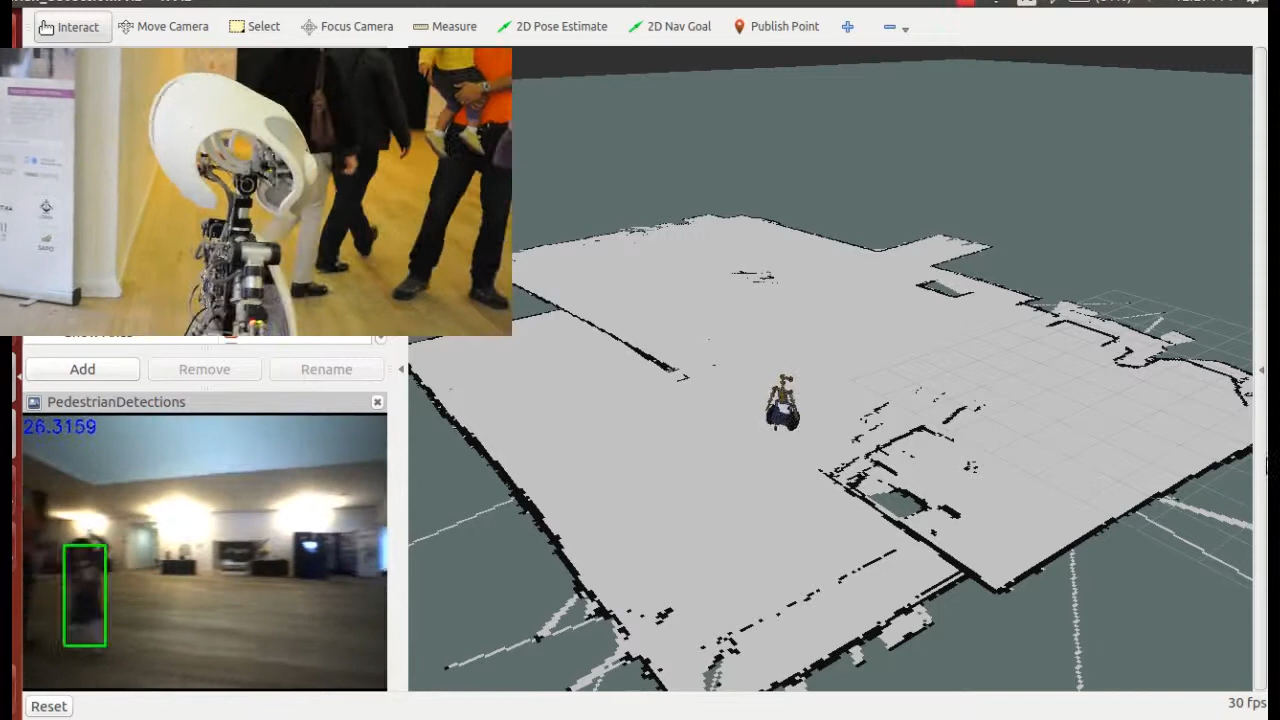 Interact Move Camera Select Focus Camera Measure 2D Pose Estimate 2D Nav Goal Publish Point
SAPO
Add Remove Rename
PedestrianDetections
26.3159
Reset
30 fps